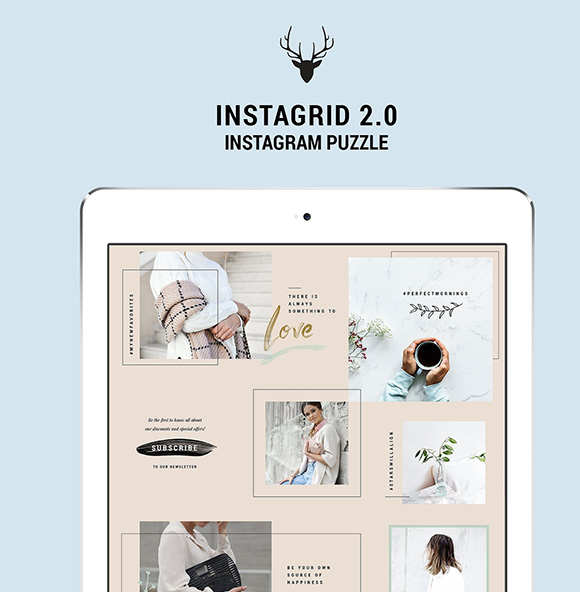 INSTAGRID 2.0
INSTAGRAM PUZZLE
#MYNEWFAVORITES
THERE IS
ALWAYS
SOMETHING TO
love
#PERFECTMORNINGS
Be the first to know all about
our discounts and special offers!
SUBSCRIBE
TO OUR NEWSLETTER
#STARSWILLALIGN
BE YOUR OWN
SOURCE OF
HAPPINESS